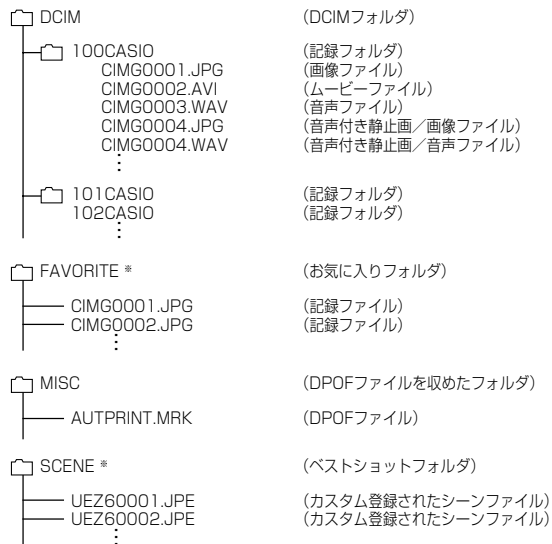 DCIM (DCIMフォルダ)
100CASIO (記録フォルダ)
CIMG0001.JPG (画像ファイル)
CIMG0002.AVI (ムービーファイル)
CIMG0003.WAV (音声ファイル)
CIMG0004.JPG (音声付き静止画／画像ファイル)
CIMG0004.WAV (音声付き静止画／音声ファイル)
101CASIO (記録フォルダ)
102CASIO (記録フォルダ)
FAVORITE ※ (お気に入りフォルダ)
CIMG0001.JPG (記録ファイル)
CIMG0002.JPG (記録ファイル)
MISC (DPOFファイルを収めたフォルダ)
AUTPRINT.MRK (DPOFファイル)
SCENE ※ (ベストショットフォルダ)
UEZ60001.JPE (カスタム登録されたシーンファイル)
UEZ60002.JPE (カスタム登録されたシーンファイル)